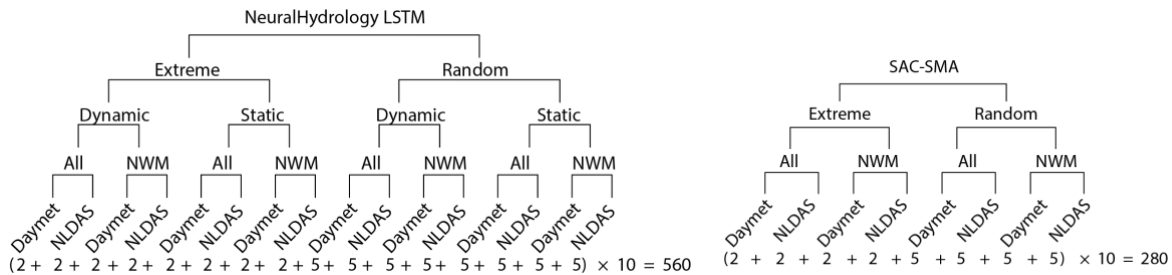 NeuralHydrology LSTM
Extreme Random
Dynamic Static Dynamic Static
All NWM All NWM All NWM All NWM
Daymet NLDAS Daymet NLDAS Daymet NLDAS Daymet NLDAS Daymet NLDAS Daymet NLDAS Daymet NLDAS Daymet NLDAS
(2 + 2 + 2 + 2 + 2 + 2 + 2 + 2 + 5 + 5 + 5 + 5 + 5 + 5 + 5 + 5) × 10 = 560
SAC-SMA
Extreme Random
All NWM All NWM
Daymet NLDAS Daymet NLDAS Daymet NLDAS Daymet NLDAS
(2 + 2 + 2 + 2 + 5 + 5 + 5 + 5) × 10 = 280